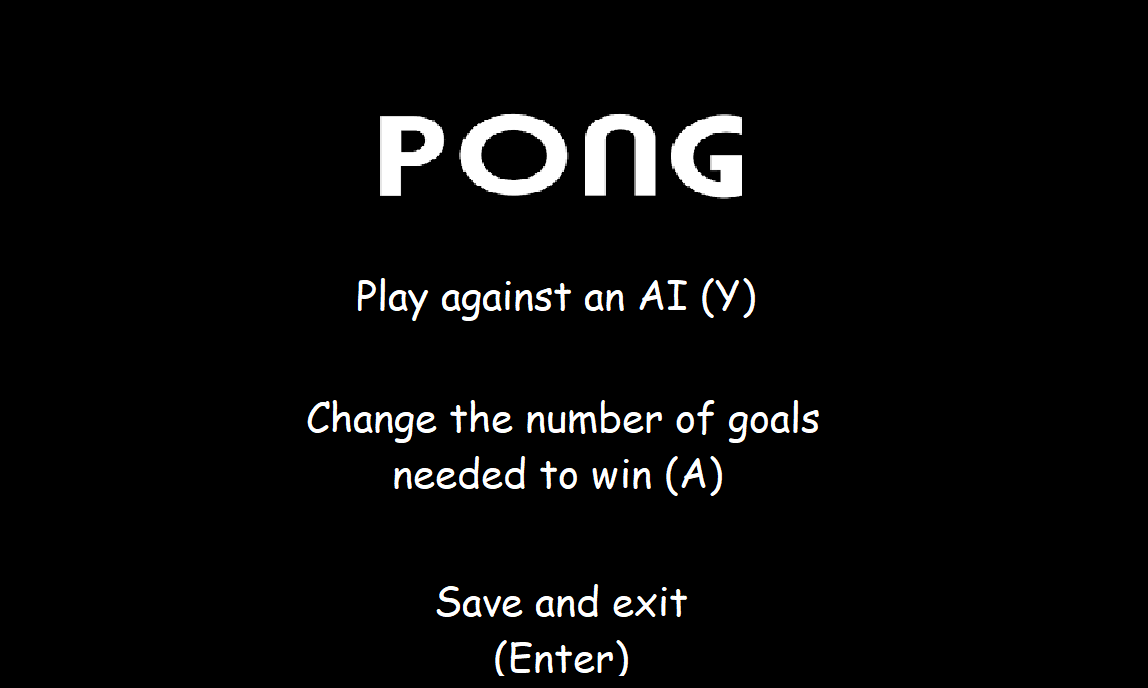 PONG
Play against an AI (Y)
Change the number of goals
needed to win (A)
Save and exit
(Enter)